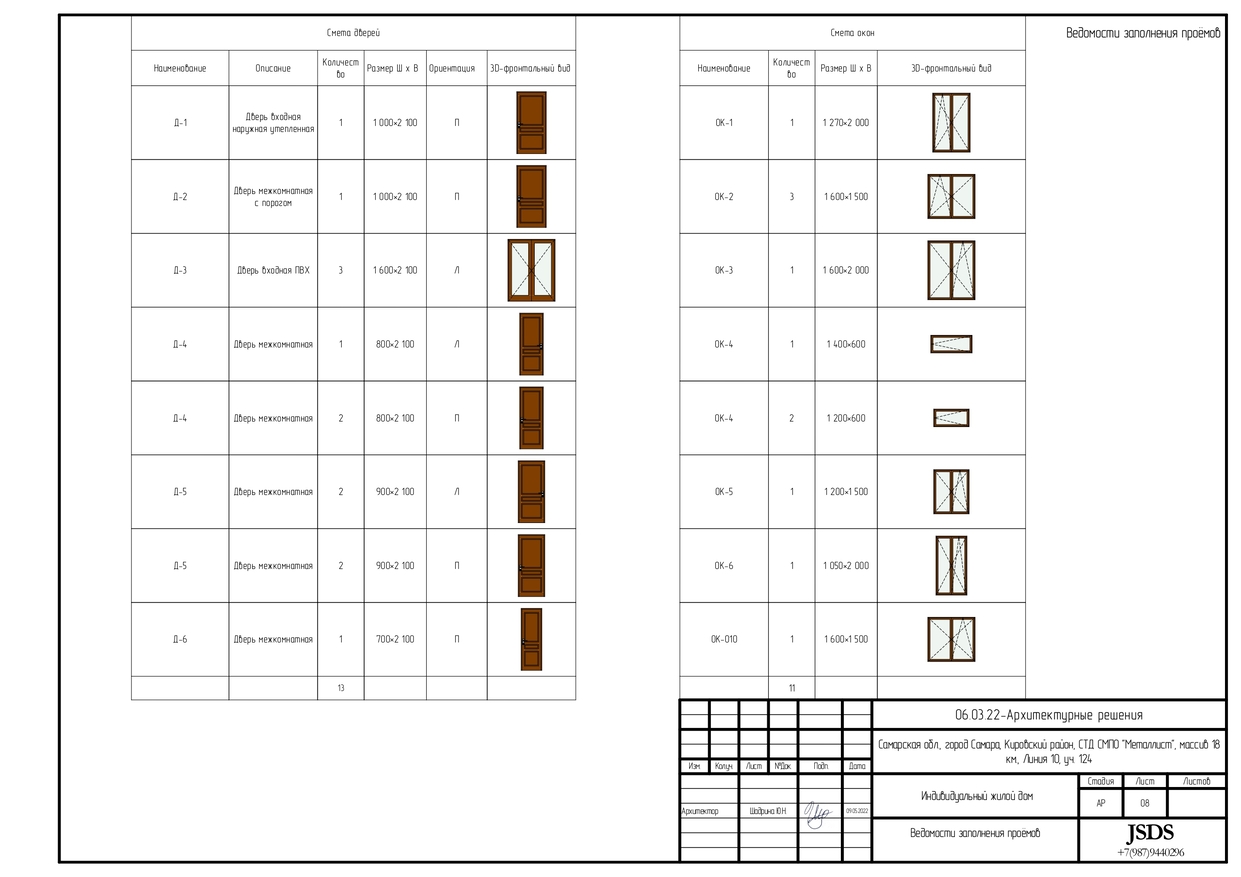 Ведомости заполнения проёмов
Смета дверей
Наименование Описание Количест во Размер Ш х В Ориентация 3D-фронтальный вид
Д-1 Дверь входная наружная утепленная 1 1 000×2 100 П
Д-2 Дверь межкомнатная с порогом 1 1 000×2 100 П
Д-3 Дверь входная ПВХ 3 1 600×2 100 Л
Д-4 Дверь межкомнатная 1 800×2 100 Л
Д-4 Дверь межкомнатная 2 800×2 100 П
Д-5 Дверь межкомнатная 2 900×2 100 Л
Д-5 Дверь межкомнатная 2 900×2 100 П
Д-6 Дверь межкомнатная 1 700×2 100 П
13
Смета окон
Наименование Количест во Размер Ш х В 3D-фронтальный вид
ОК-1 1 1 270×2 000
ОК-2 3 1 600×1 500
ОК-3 1 1 600×2 000
ОК-4 1 1 400×600
ОК-4 2 1 200×600
ОК-5 1 1 200×1 500
ОК-6 1 1 050×2 000
ОК-010 1 1 600×1 500
11
06.03.22-Архитектурные решения
Самарская обл., город Самара, Кировский район, СТД СМПО "Металлист", массив 18
км., Линия 10, уч. 124
Изм. Колуч. Лист №Док. Подп. Дата
Индивидуальный жилой дом
Стадия Лист Листов
АР 08
Архитектор Шадрина Ю.Н. 09.05.2022
Ведомости заполнения проёмов
JSDS
+7(987)9440296